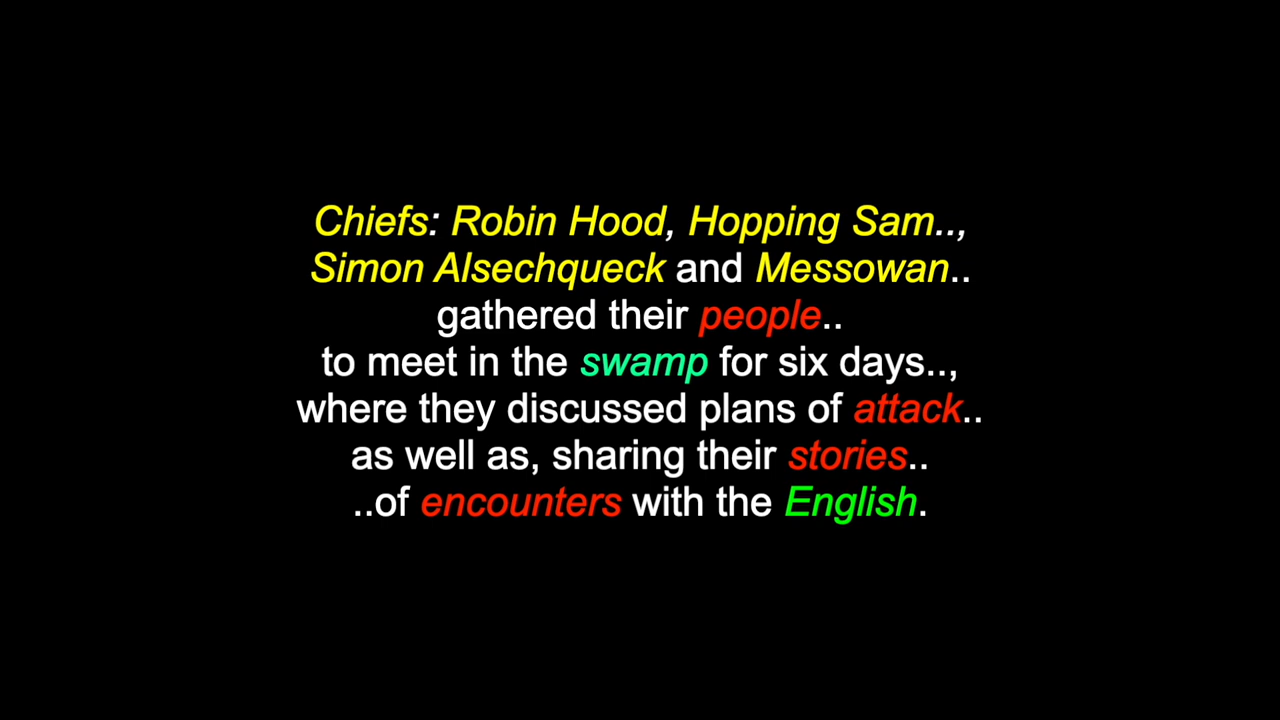 Chiefs: Robin Hood, Hopping Sam..,
Simon Alsechqueck and Messowan..
gathered their people..
to meet in the swamp for six days..,
where they discussed plans of attack..
as well as, sharing their stories..
..of encounters with the English.